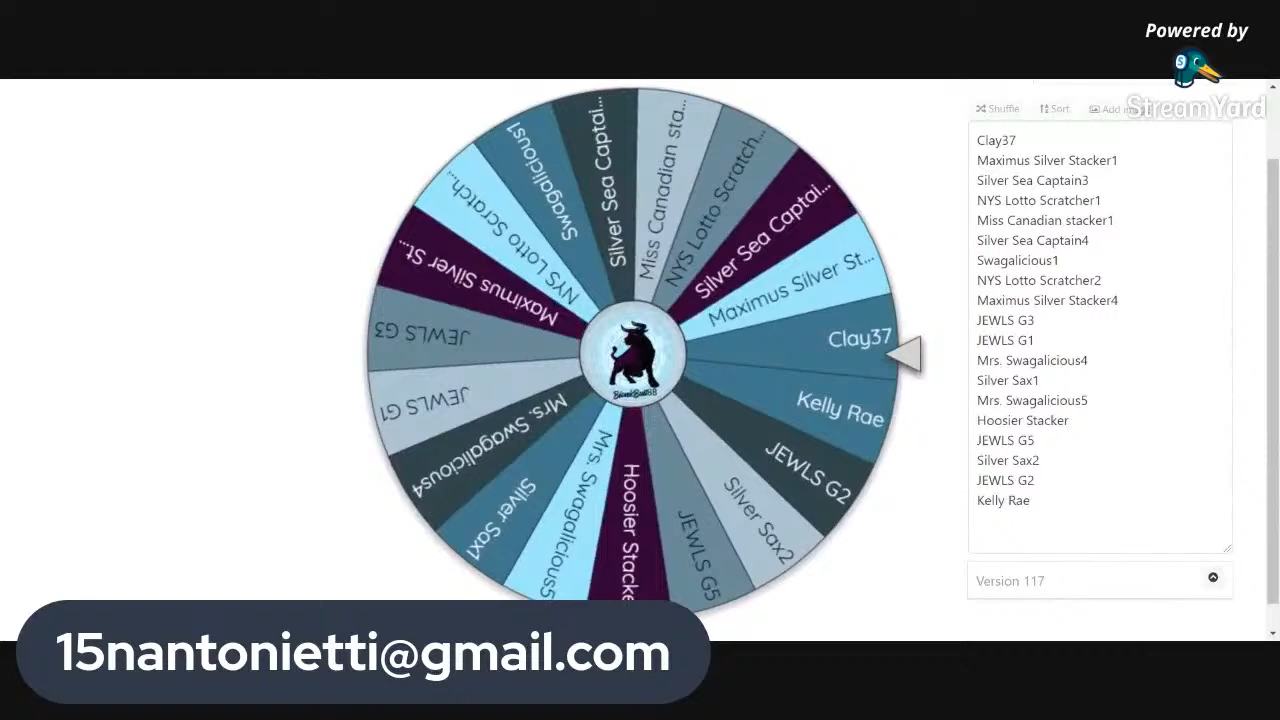 Powered by
StreamYard
Shuffle
Sort
Clay37
Maximus Silver Stacker1
Silver Sea Captain3
NYS Lotto Scratcher1
Miss Canadian stacker1
Silver Sea Captain4
Swagalicious1
NYS Lotto Scratcher2
Maximus Silver Stacker4
JEWLS G3
JEWLS G1
Mrs. Swagalicious4
Silver Sax1
Mrs. Swagalicious5
Hoosier Stacker
JEWLS G5
Silver Sax2
JEWLS G2
Kelly Rae
Version 117
Clay37
Maximus Silver St...
Silver Sea Captai...
NYS Lotto Scratch...
Miss Canadian sta...
Silver Sea Captai...
Swagalicious1
NYS Lotto Scratch...
Maximus Silver St...
JEWLS G3
JEWLS G1
Mrs. Swagalicious4
Silver Sax1
Mrs. Swagalicious5
Hoosier Stacke
JEWLS G5
Silver Sax2
JEWLS G2
Kelly Rae
15nantonietti@gmail.com